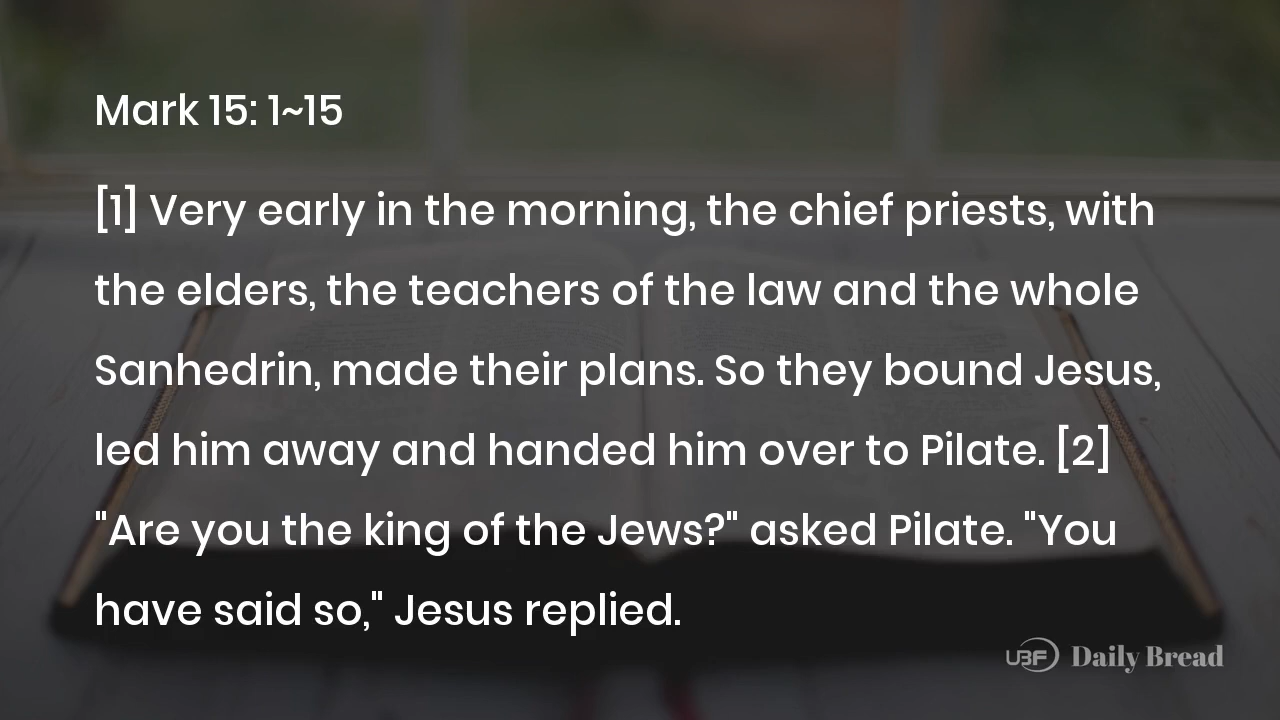 Mark 15: 1~15
[1] Very early in the morning, the chief priests, with
the elders, the teachers of the law and the whole
Sanhedrin, made their plans. So they bound Jesus,
led him away and handed him over to Pilate. [2]
"Are you the king of the Jews?" asked Pilate. "You
have said so," Jesus replied.
UBF Daily Bread